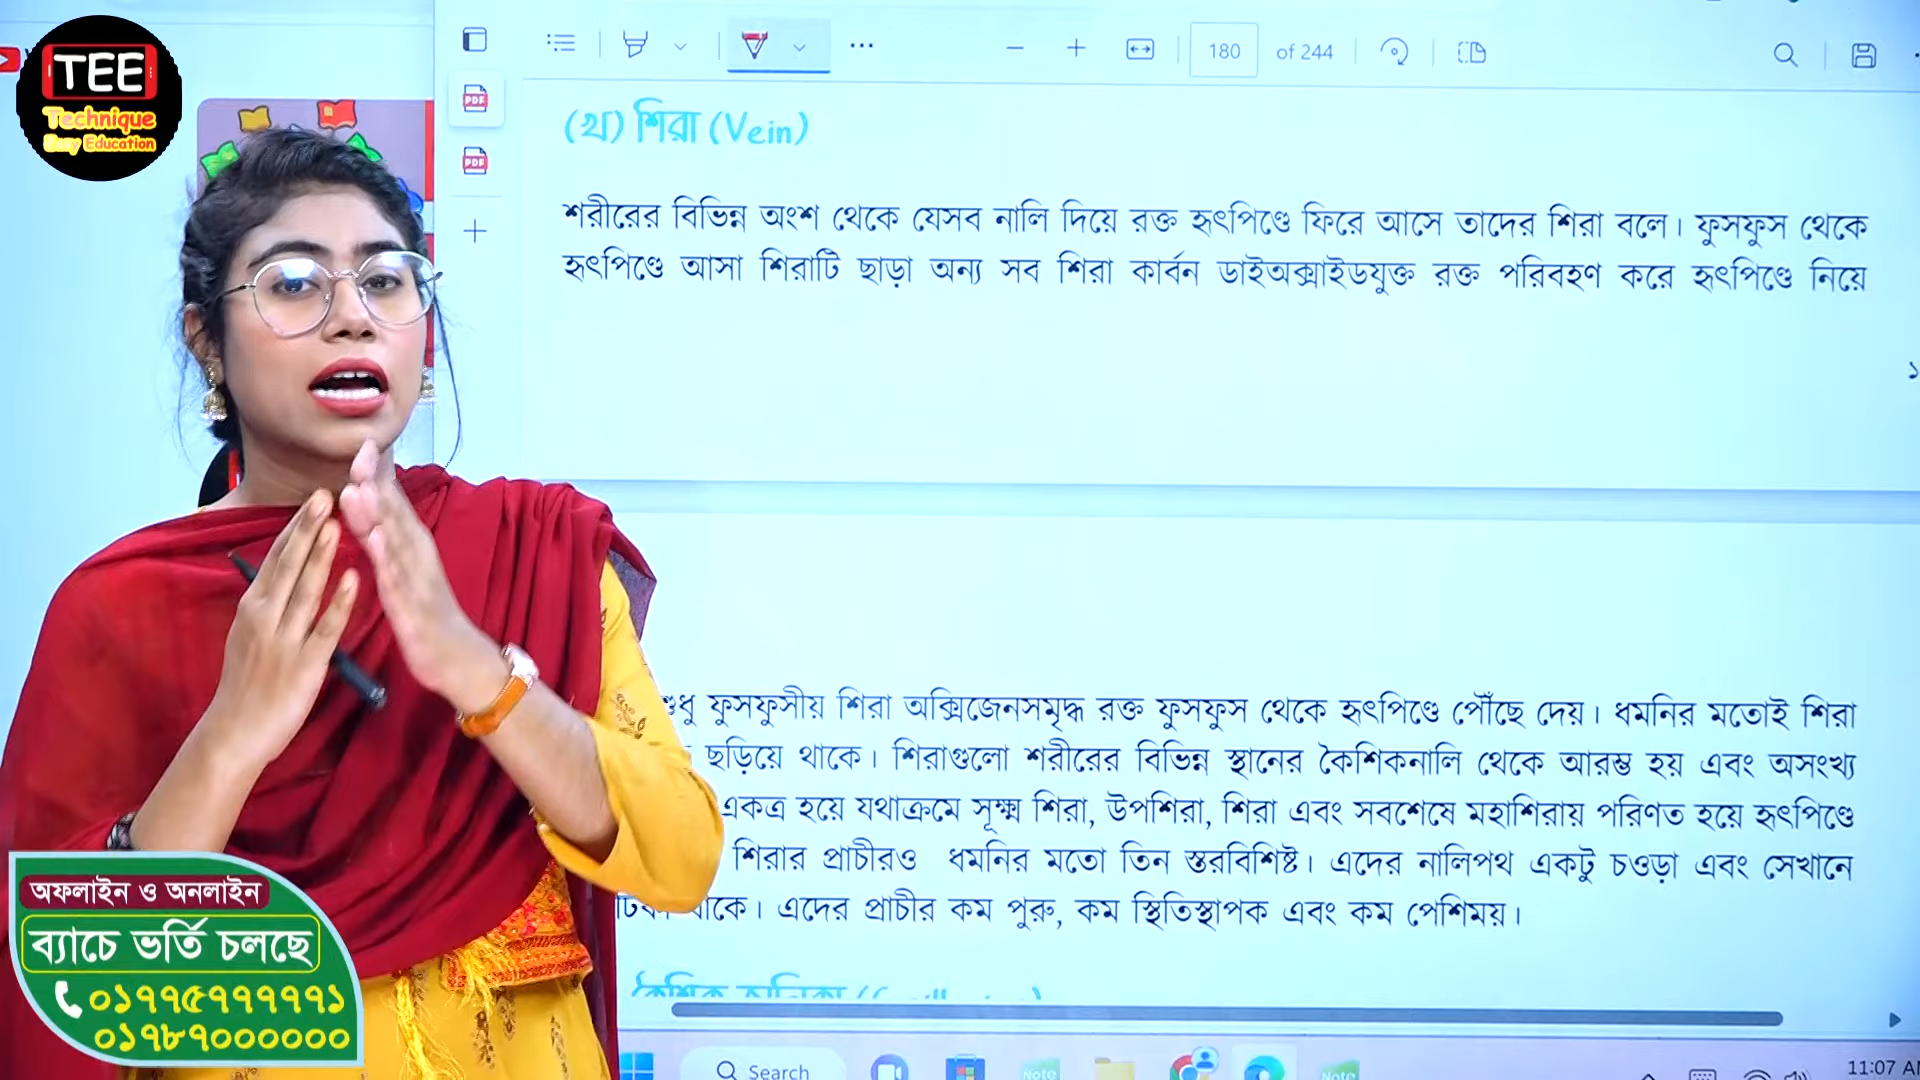 TEE
Technique
Easy Education
180 of 244
(খ) শিরা (Vein)
শরীরের বিভিন্ন অংশ থেকে যেসব নালি দিয়ে রক্ত হৃৎপিণ্ডে ফিরে আসে তাদের শিরা বলে। ফুসফুস থেকে
হৃৎপিণ্ডে আসা শিরাটি ছাড়া অন্য সব শিরা কার্বন ডাইঅক্সাইডযুক্ত রক্ত পরিবহণ করে হৃৎপিণ্ডে নিয়ে
ফুসফুসীয় শিরা অক্সিজেনসমৃদ্ধ রক্ত ফুসফুস থেকে হৃৎপিণ্ডে পৌঁছে দেয়। ধমনির মতোই শিরা
ছড়িয়ে থাকে। শিরাগুলো শরীরের বিভিন্ন স্থানের কৈশিকনালি থেকে আরম্ভ হয় এবং অসংখ্য
একত্র হয়ে যথাক্রমে সূক্ষ্ম শিরা, উপশিরা, শিরা এবং সবশেষে মহাশিরায় পরিণত হয়ে হৃৎপিণ্ডে
শিরার প্রাচীরও ধমনির মতো তিন স্তরবিশিষ্ট। এদের নালিপথ একটু চওড়া এবং সেখানে
থাকে। এদের প্রাচীর কম পুরু, কম স্থিতিস্থাপক এবং কম পেশিময়।
Search
11:07
অফলাইন ও অনলাইন
ব্যাচে ভর্তি চলছে
০১৭৭৫৭৭৭৭৭১
০১৭৮৭০০০০০০